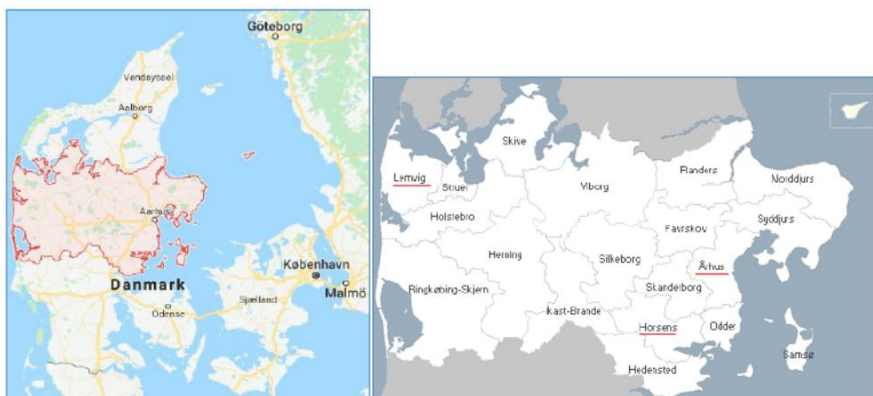 Göteborg
Vendsyssel
Aalborg
Aarhus
København
Malmö
Danmark
Sjælland
Odense
Skive
Lemvig
Struer
Viborg
Randers
Norddjurs
Holstebro
Favrskov
Syddjurs
Herning
Silkeborg
Århus
Skanderborg
Ringkøbing-Skjern
Ikast-Brande
Horsens
Odder
Samsø
Hedensted